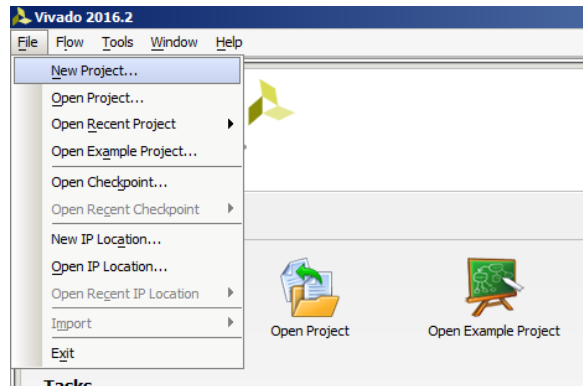 Vivado 2016.2
File Flow Tools Window Help
New Project...
Open Project...
Open Recent Project
Open Example Project...
Open Checkpoint...
Open Recent Checkpoint
New IP Location...
Open IP Location...
Open Recent IP Location
Import
Exit
Open Project
Open Example Project
Tasks